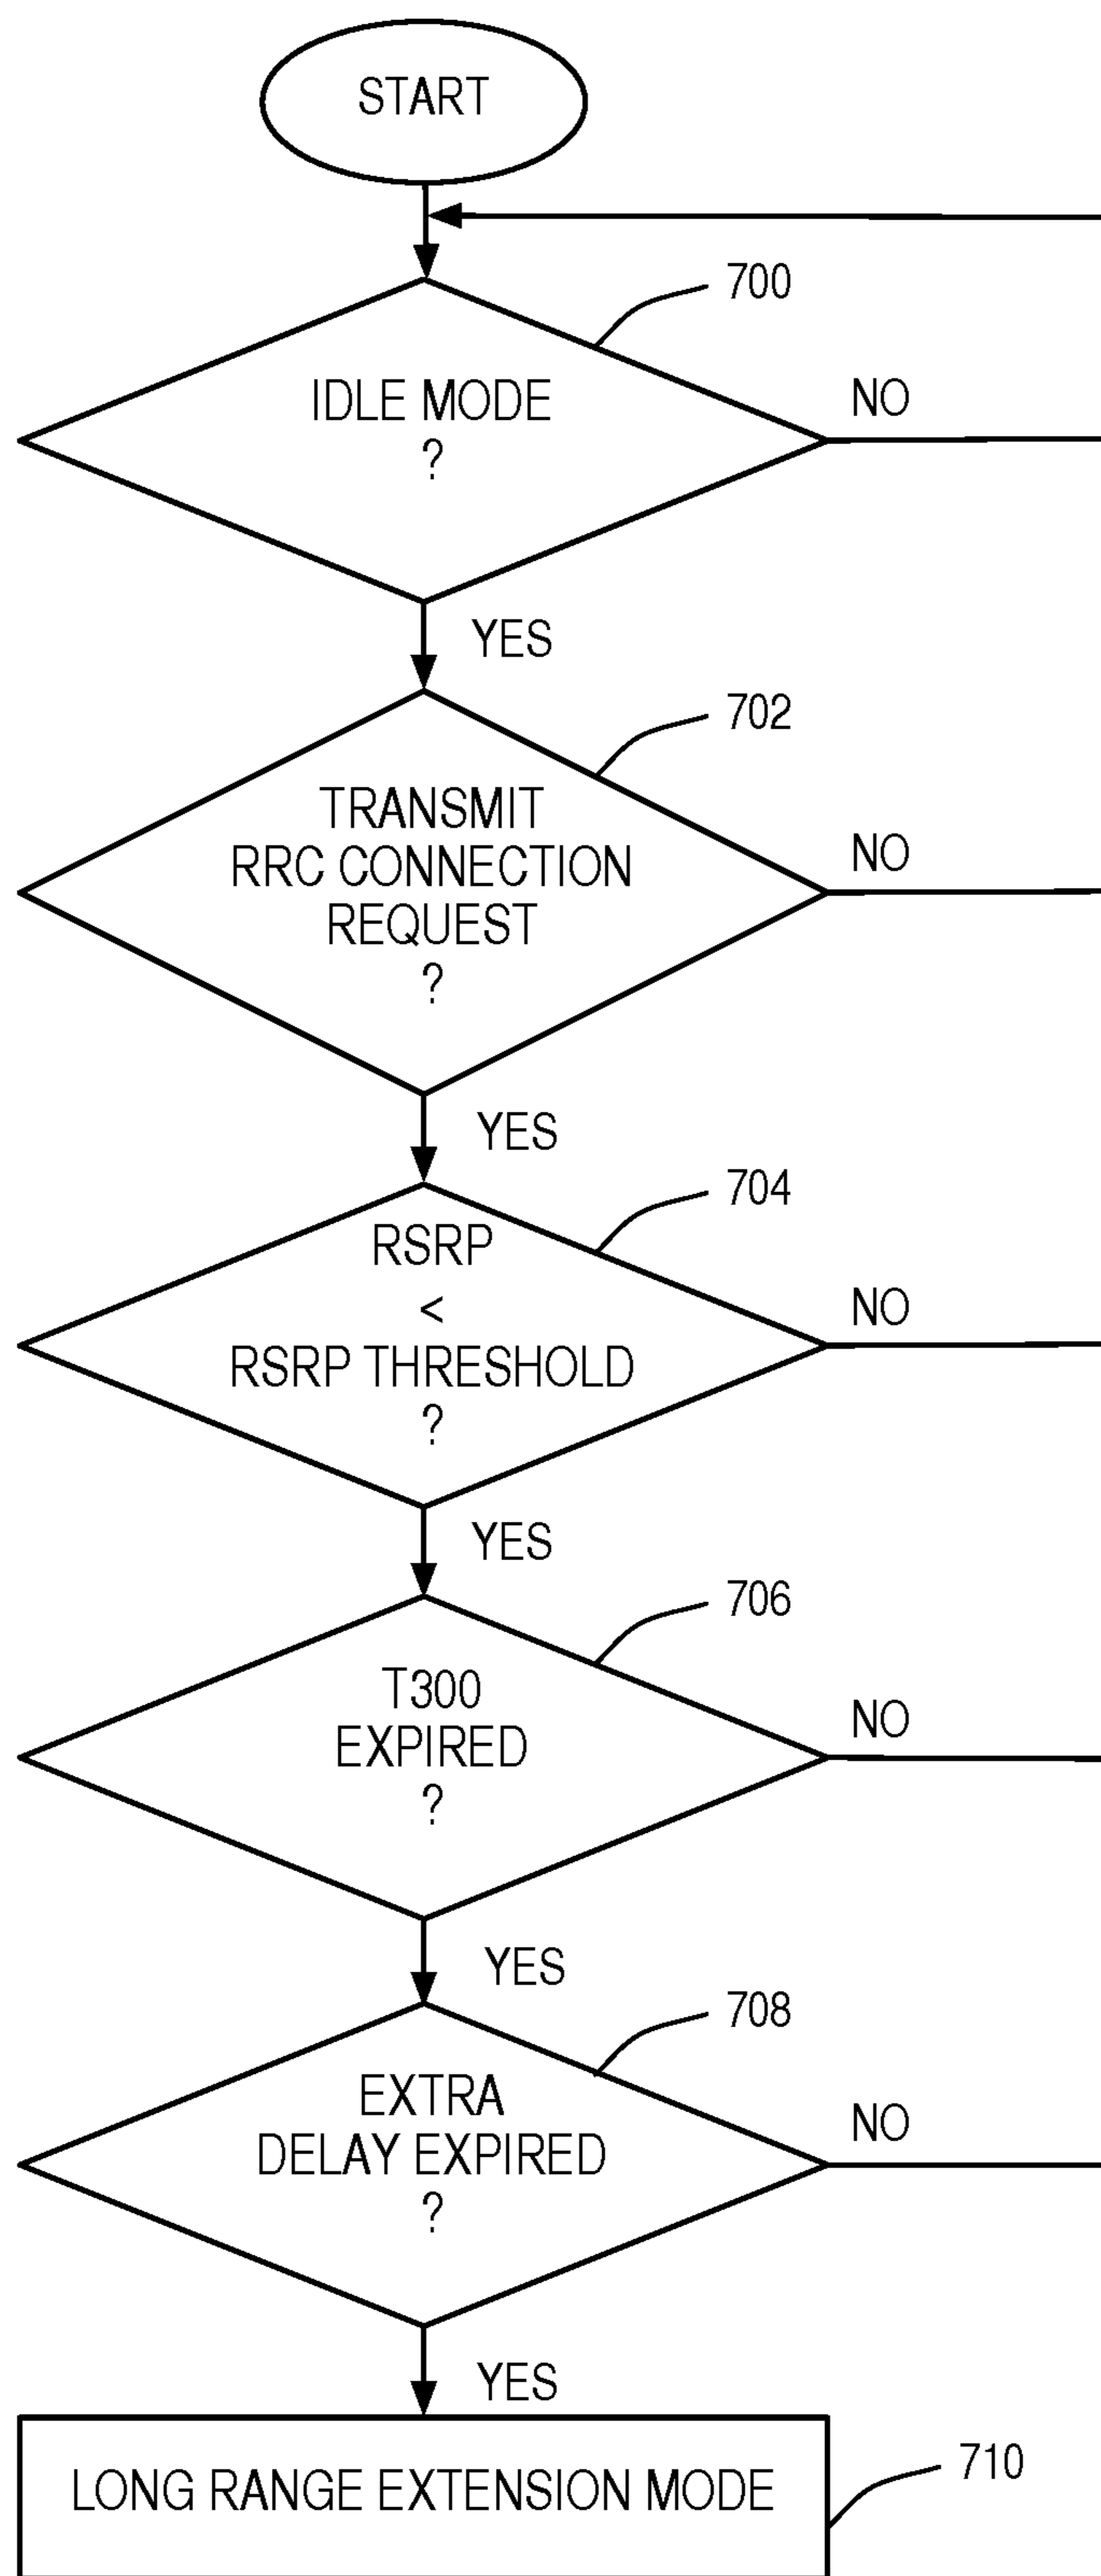 START
700
IDLE MODE
?
NO
YES
702
TRANSMIT
RRC CONNECTION
REQUEST
?
NO
YES
704
RSRP
<
RSRP THRESHOLD
?
NO
YES
706
T300
EXPIRED
?
NO
YES
708
EXTRA
DELAY EXPIRED
?
NO
YES
LONG RANGE EXTENSION MODE
710